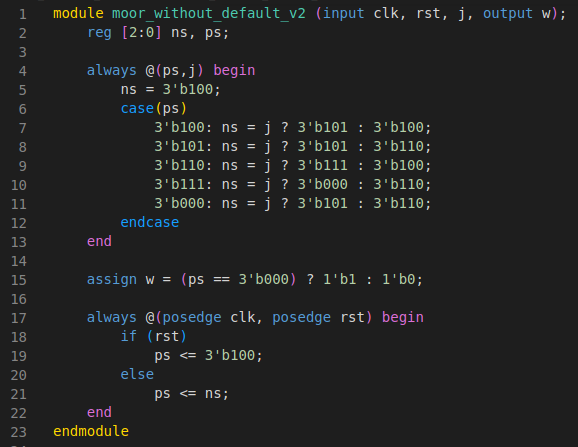 1 module moor_without_default_v2 (input clk, rst, j, output w);
2     reg [2:0] ns, ps;
3
4     always @(ps,j) begin
5         ns = 3'b100;
6         case(ps)
7             3'b100: ns = j ? 3'b101 : 3'b100;
8             3'b101: ns = j ? 3'b101 : 3'b110;
9             3'b110: ns = j ? 3'b111 : 3'b100;
10             3'b111: ns = j ? 3'b000 : 3'b110;
11             3'b000: ns = j ? 3'b101 : 3'b110;
12         endcase
13     end
14
15     assign w = (ps == 3'b000) ? 1'b1 : 1'b0;
16
17     always @(posedge clk, posedge rst) begin
18         if (rst)
19             ps <= 3'b100;
20         else
21             ps <= ns;
22     end
23 endmodule